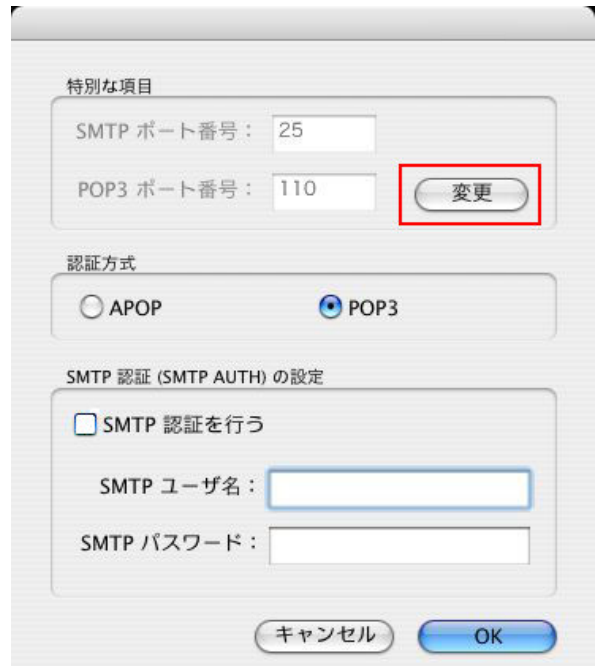 特別な項目
SMTP ポート番号： 25
POP3 ポート番号： 110 変更
認証方式
APOP POP3
SMTP 認証 (SMTP AUTH) の設定
SMTP 認証を行う
SMTP ユーザ名：
SMTP パスワード：
キャンセル OK